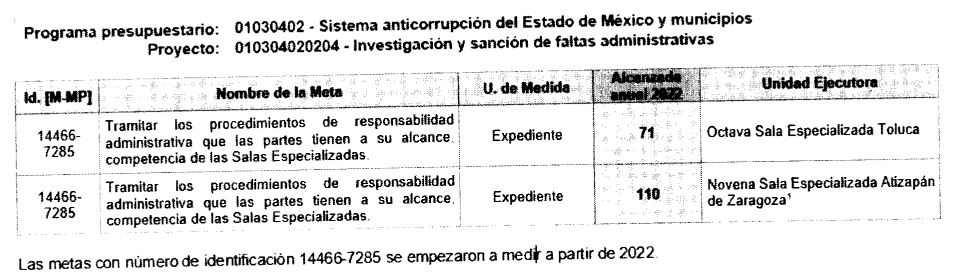 Programa presupuestario: 01030402 - Sistema anticorrupción del Estado de México y municipios
Proyecto: 010304020204 - Investigación y sanción de faltas administrativas
Id. [M-MP] Nombre de la Meta U. de Medida Alcanzado anual 2022 Unidad Ejecutora
14466-7285 Tramitar los procedimientos de responsabilidad
administrativa que las partes tienen a su alcance,
competencia de las Salas Especializadas.
Expediente 71 Octava Sala Especializada Toluca
14466-7285 Tramitar los procedimientos de responsabilidad
administrativa que las partes tienen a su alcance,
competencia de las Salas Especializadas.
Expediente 110 Novena Sala Especializada Atizapán
de Zaragoza¹
Las metas con número de identificación 14466-7285 se empezaron a medir a partir de 2022.